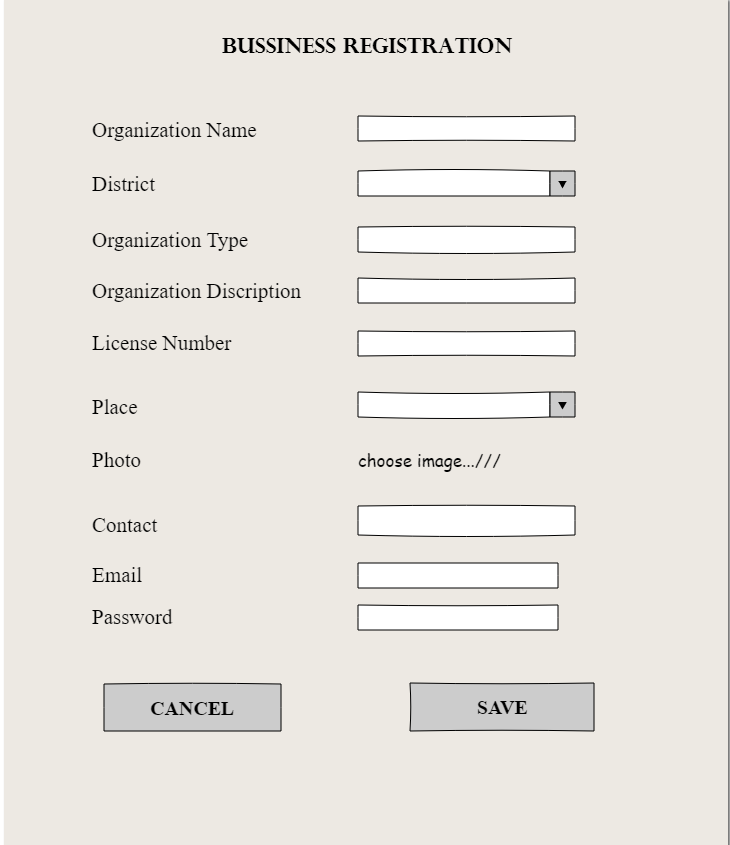 BUSSINESS REGISTRATION
Organization Name
District
Organization Type
Organization Discription
License Number
Place
Photo choose image...///
Contact
Email
Password
CANCEL SAVE